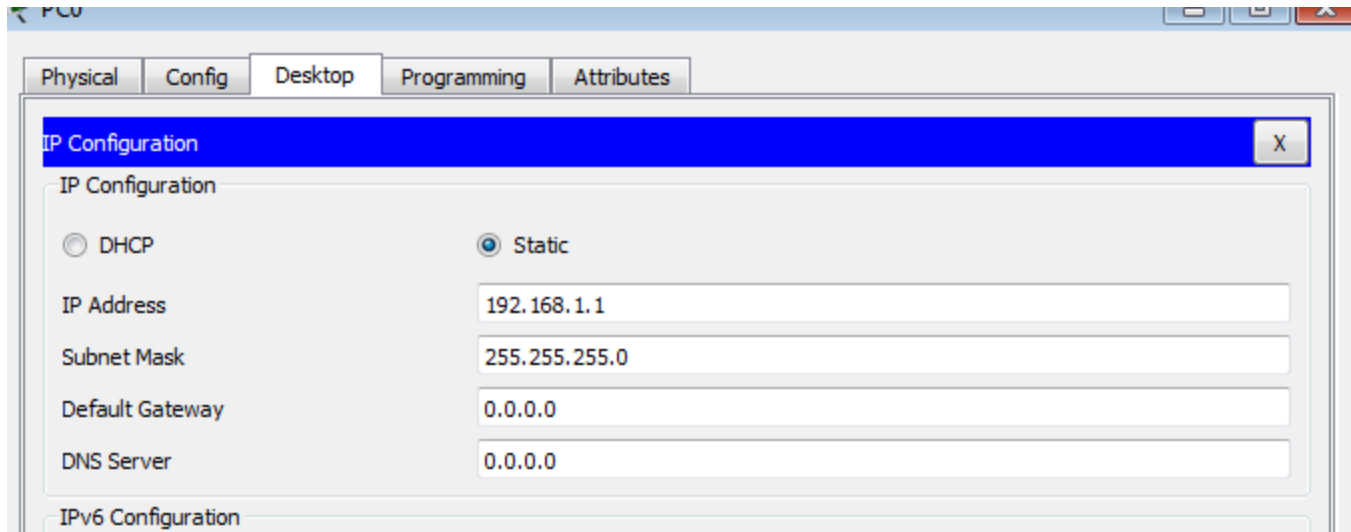 PC0
Physical Config Desktop Programming Attributes
IP Configuration X
IP Configuration
DHCP Static
IP Address 192.168.1.1
Subnet Mask 255.255.255.0
Default Gateway 0.0.0.0
DNS Server 0.0.0.0
IPv6 Configuration